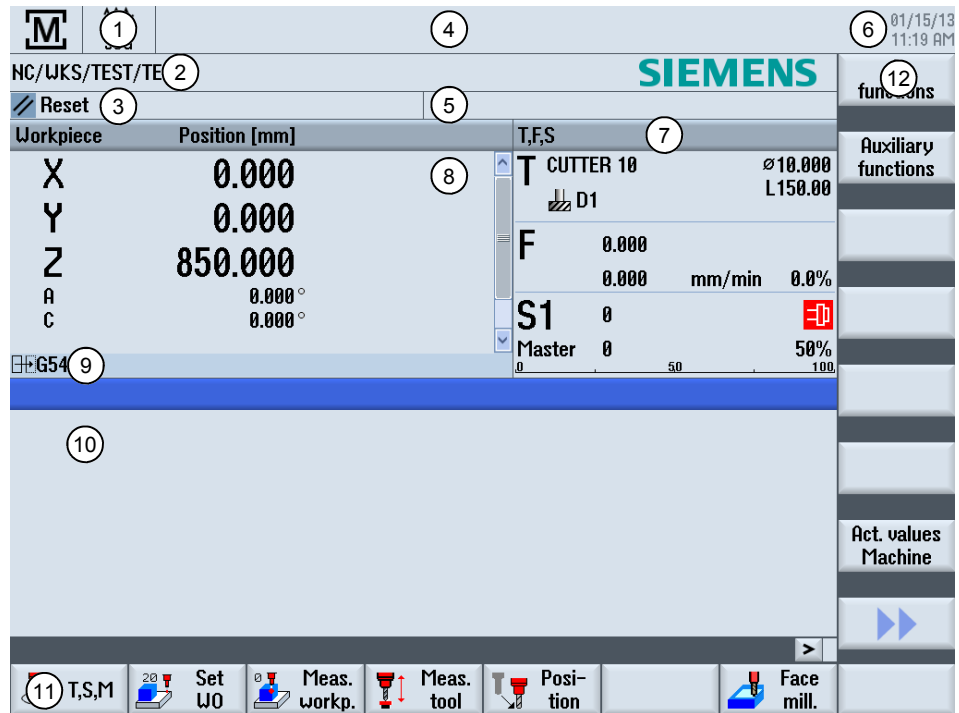 M 1 4 6 01/15/13
11:19 AM
NC/WKS/TEST/TE 2 SIEMENS 12
Reset 3 5
Workpiece Position [mm] T,F,S 7
X 0.000 8
Y 0.000
Z 850.000
A 0.000°
C 0.000°
G54 9
T CUTTER 10 ø10.000
L150.00
D1
F 0.000
0.000 mm/min 0.0%
S1 0
Master 0 50%
0 50 100
10
Auxiliary
functions
Act. values
Machine
>
11 T,S,M
20 Set
WO
0 Meas.
workp.
Meas.
tool
Posi-
tion
Face
mill.